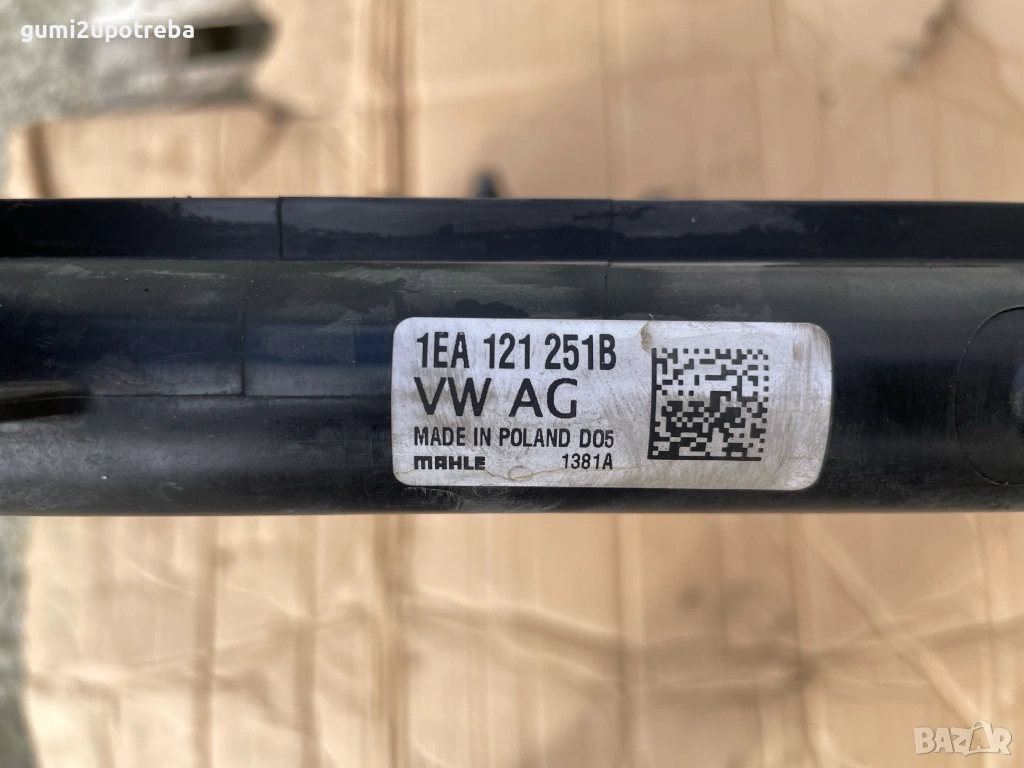 gumi2upotreba
1EA 121 251B
VW AG
MADE IN POLAND D05
MAHLE 1381A
BAZAR